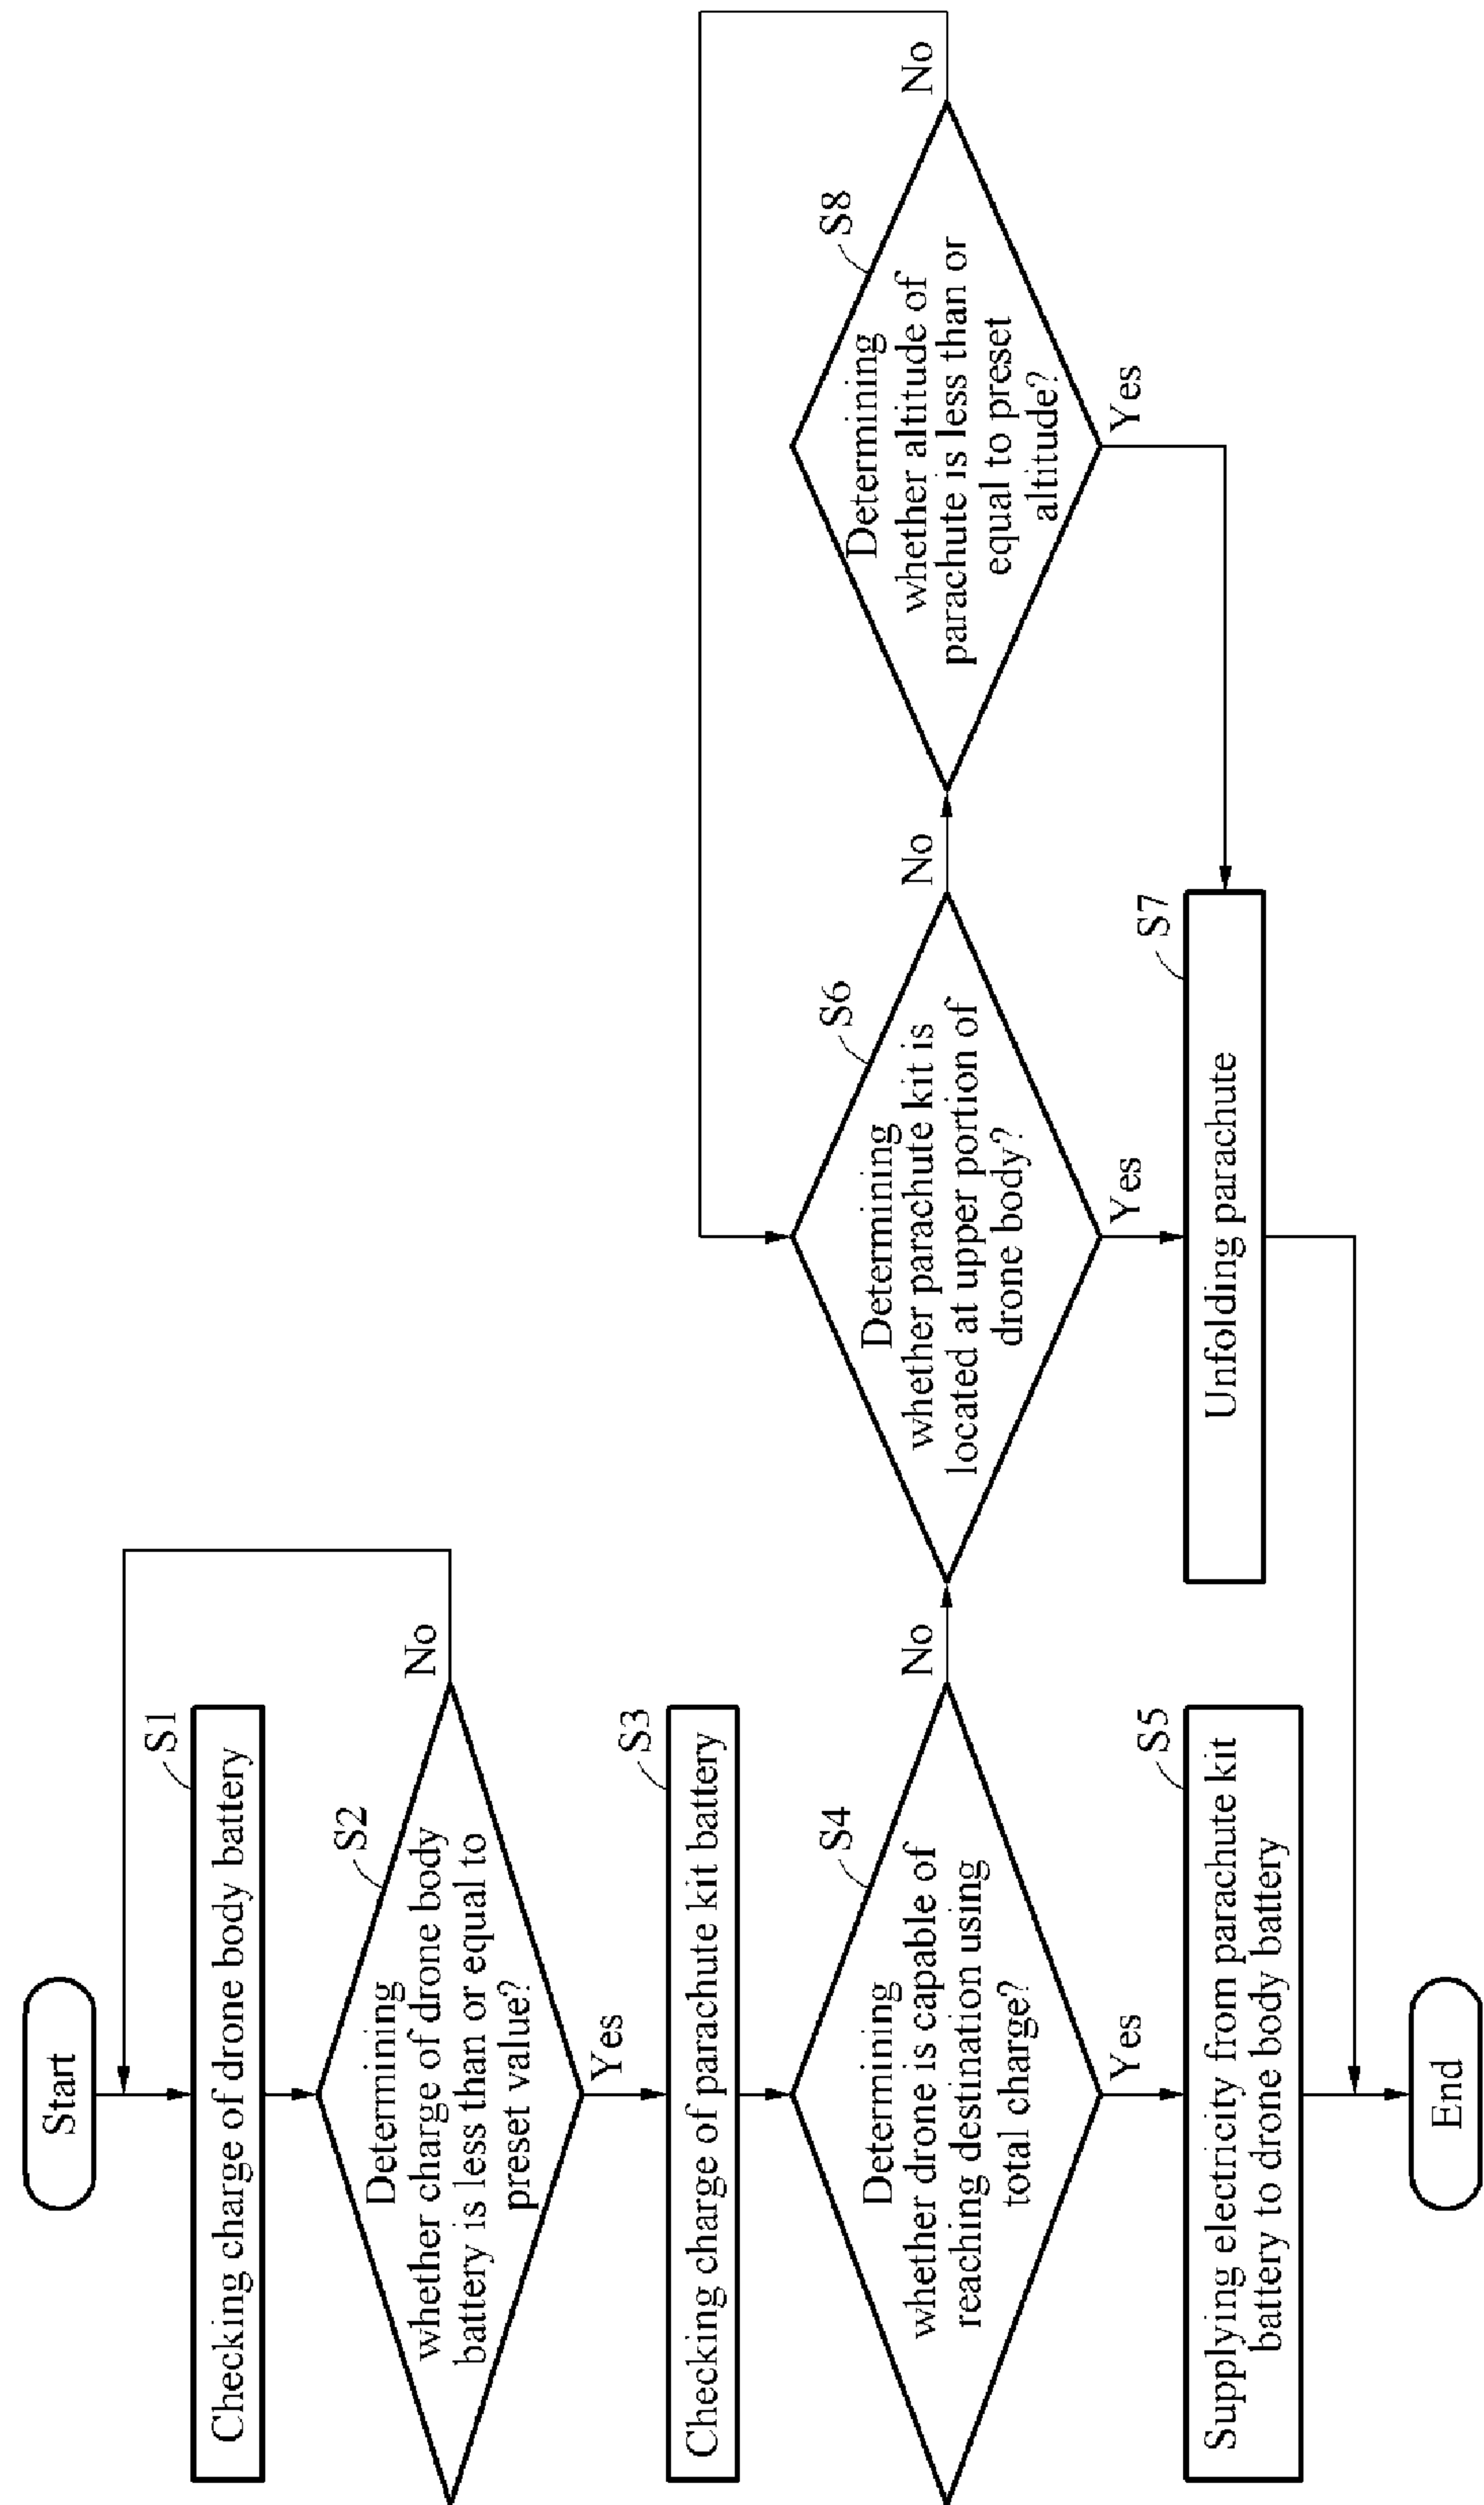 Start
S1
Checking charge of drone body battery
S2
Determining
whether charge of drone body
battery is less than or equal to
preset value?
No
Yes
S3
Checking charge of parachute kit battery
S4
Determining
whether drone is capable of
reaching destination using
total charge?
No
Yes
S5
Supplying electricity from parachute kit
battery to drone body battery
End
S6
Determining
whether parachute kit is
located at upper portion of
drone body?
No
Yes
S7
Unfolding parachute
S8
Determining
whether altitude of
parachute is less than or
equal to preset
altitude?
No
Yes